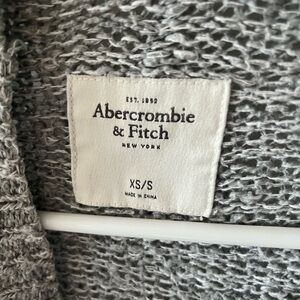 EST. 1892
Abercrombie
& Fitch
NEW YORK
XS/S
MADE IN CHINA